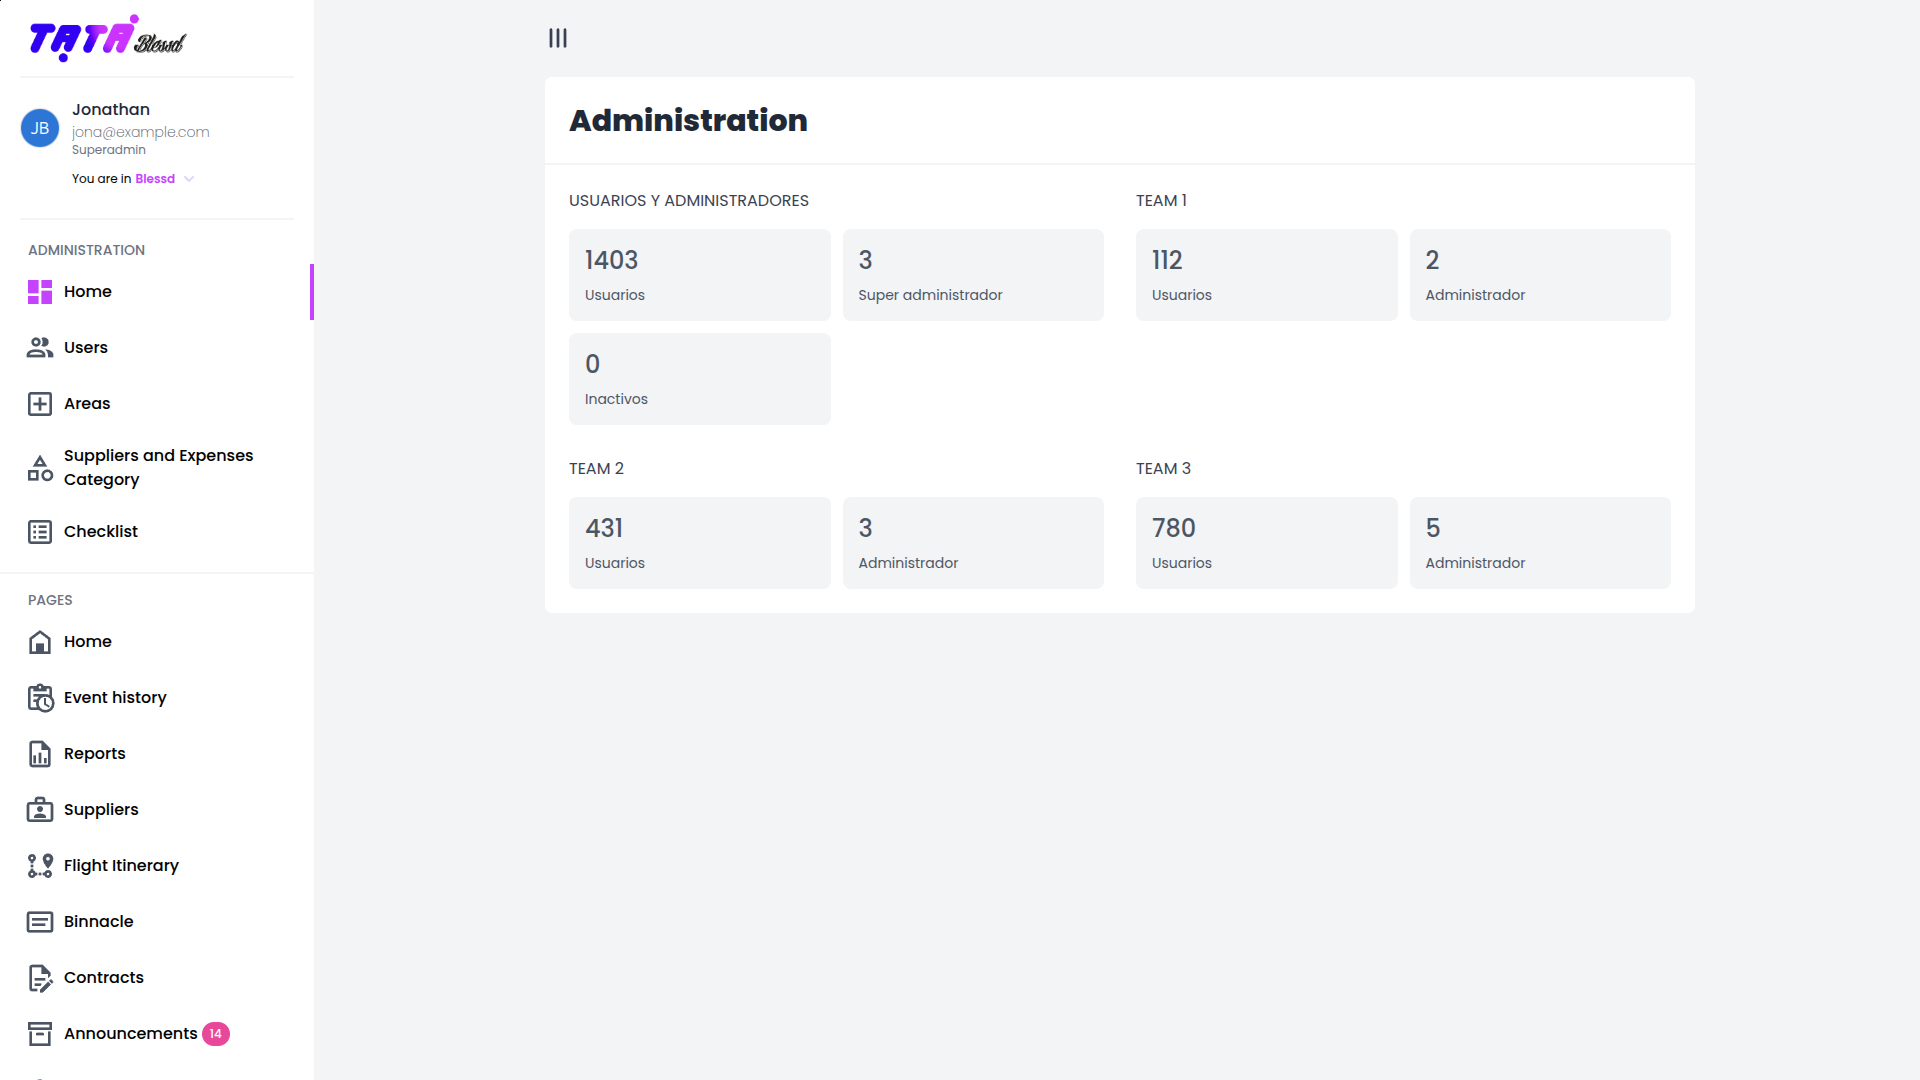 TATA Blessd
JB
Jonathan
jona@example.com
Superadmin
You are in Blessd
ADMINISTRATION
Home
Users
Areas
Suppliers and Expenses
Category
Checklist
PAGES
Home
Event history
Reports
Suppliers
Flight Itinerary
Binnacle
Contracts
Announcements 14
Administration
USUARIOS Y ADMINISTRADORES
1403
Usuarios
3
Super administrador
0
Inactivos
TEAM 1
112
Usuarios
2
Administrador
TEAM 2
431
Usuarios
3
Administrador
TEAM 3
780
Usuarios
5
Administrador